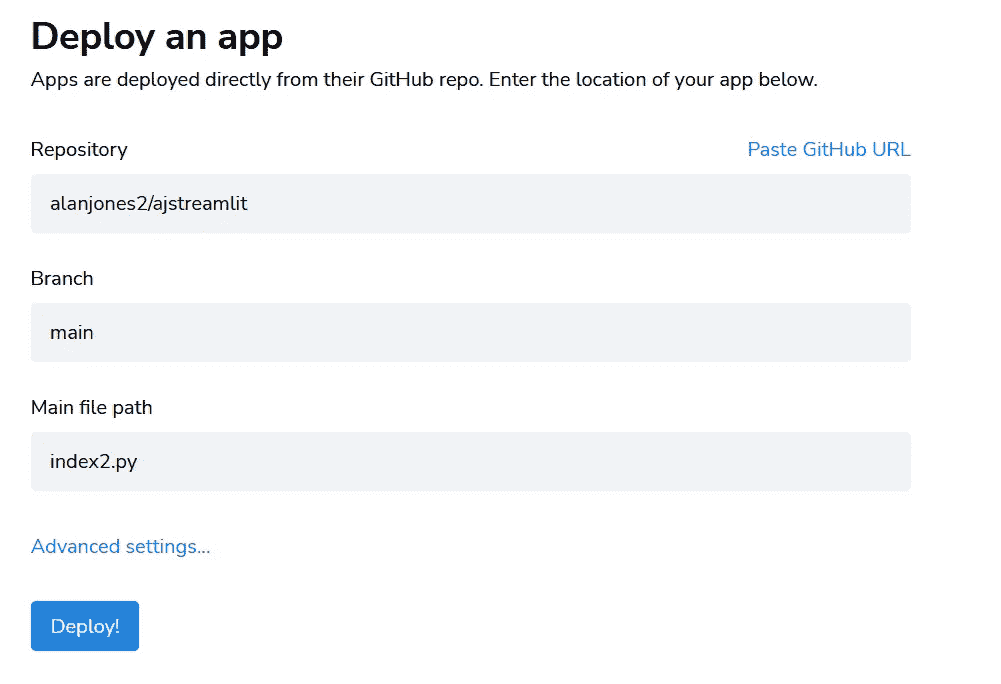 Deploy an app
Apps are deployed directly from their GitHub repo. Enter the location of your app below.
Repository
Paste GitHub URL
alanjones2/ajstreamlit
Branch
main
Main file path
index2.py
Advanced settings...
Deploy!